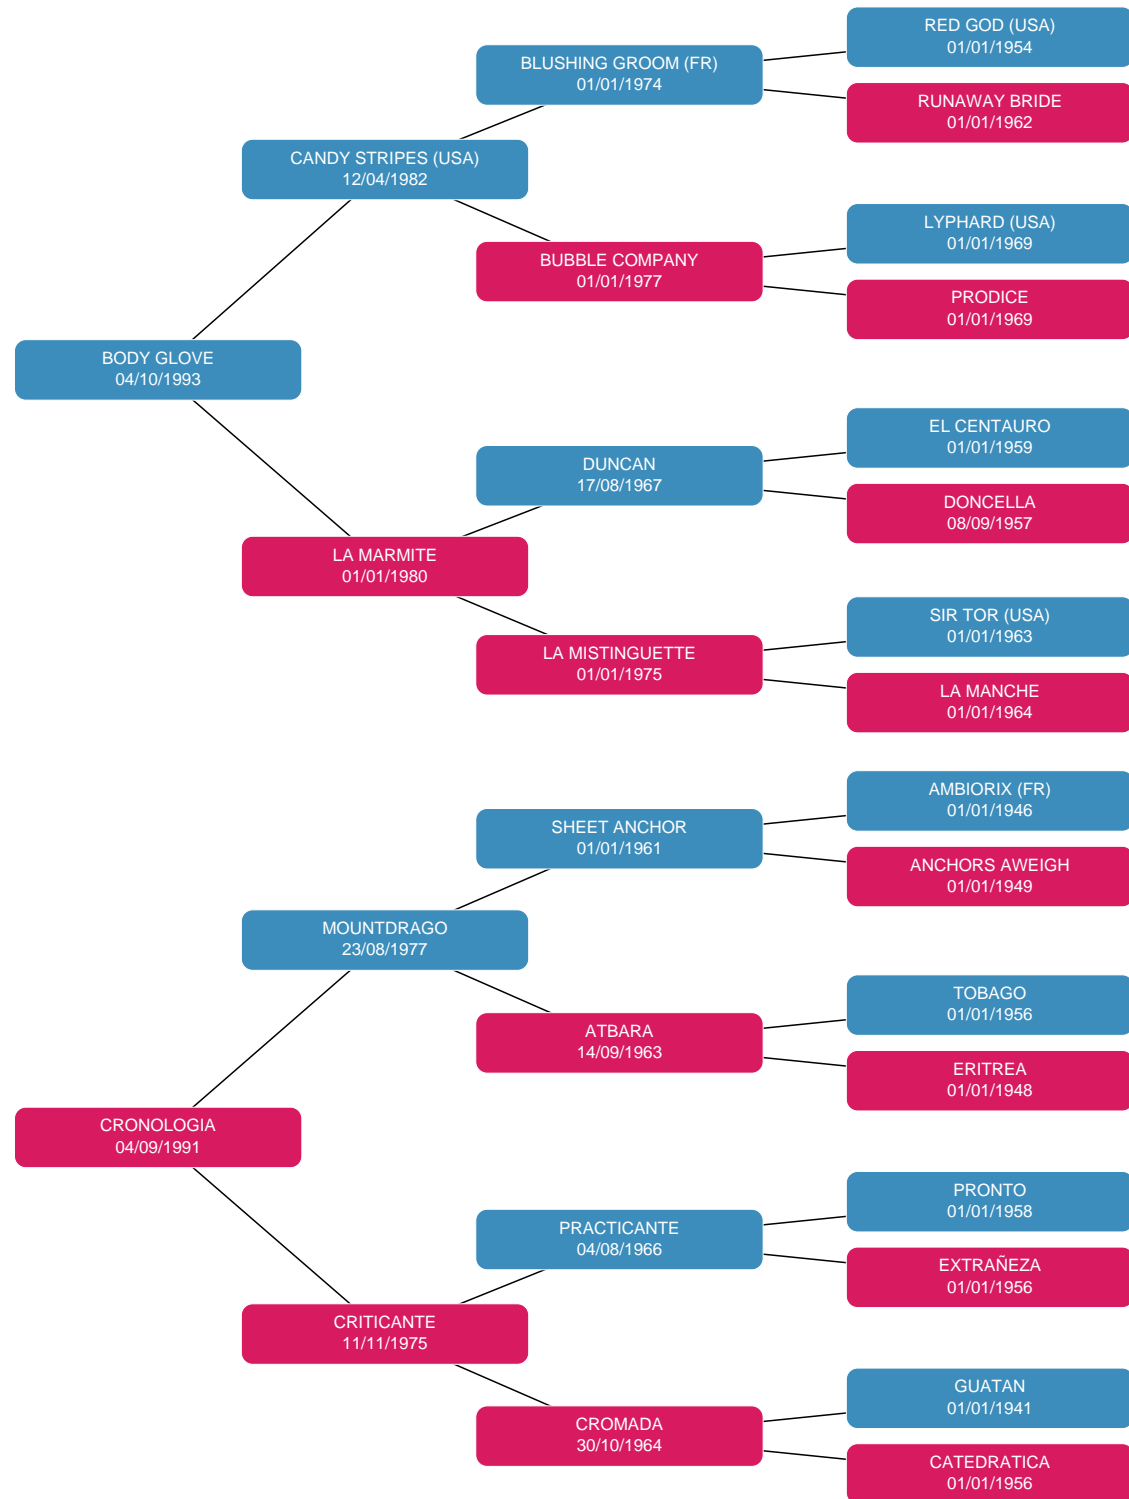 RED GOD (USA)
01/01/1954
BLUSHING GROOM (FR)
01/01/1974
RUNAWAY BRIDE
01/01/1962
CANDY STRIPES (USA)
12/04/1982
LYPHARD (USA)
01/01/1969
BUBBLE COMPANY
01/01/1977
PRODICE
01/01/1969
BODY GLOVE
04/10/1993
EL CENTAURO
01/01/1959
DUNCAN
17/08/1967
DONCELLA
08/09/1957
LA MARMITE
01/01/1980
SIR TOR (USA)
01/01/1963
LA MISTINGUETTE
01/01/1975
LA MANCHE
01/01/1964
AMBIORIX (FR)
01/01/1946
SHEET ANCHOR
01/01/1961
ANCHORS AWEIGH
01/01/1949
MOUNTDRAGO
23/08/1977
TOBAGO
01/01/1956
ATBARA
14/09/1963
ERITREA
01/01/1948
CRONOLOGIA
04/09/1991
PRONTO
01/01/1958
PRACTICANTE
04/08/1966
EXTRAÑEZA
01/01/1956
CRITICANTE
11/11/1975
GUATAN
01/01/1941
CROMADA
30/10/1964
CATEDRATICA
01/01/1956